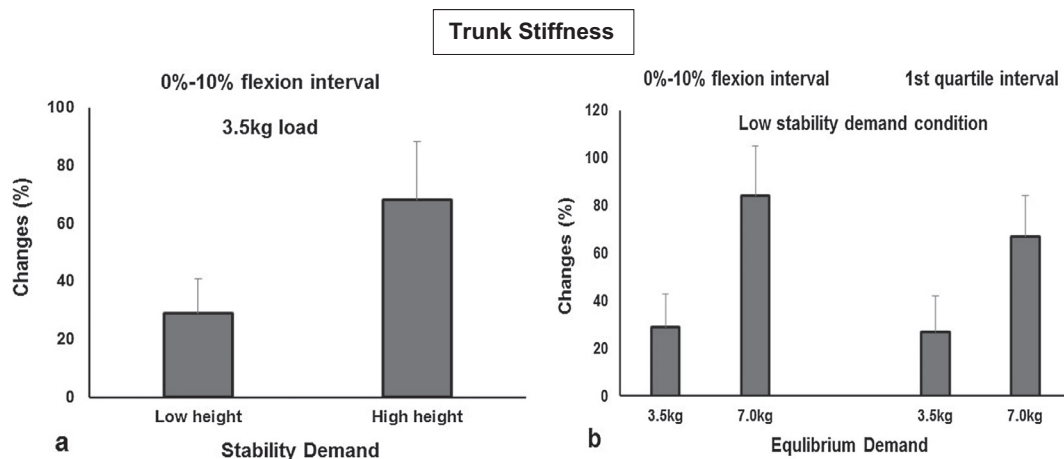 Trunk Stiffness
0%-10% flexion interval
3.5kg load
Changes (%)
100
80
60
40
20
0
Low height
High height
a
Stability Demand
0%-10% flexion interval
1st quartile interval
Low stability demand condition
Changes (%)
120
100
80
60
40
20
0
3.5kg
7.0kg
3.5kg
7.0kg
b
Equlibrium Demand